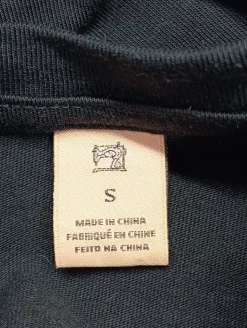 S
MADE IN CHINA
FABRIQUÉ EN CHINE
FEITO NA CHINA